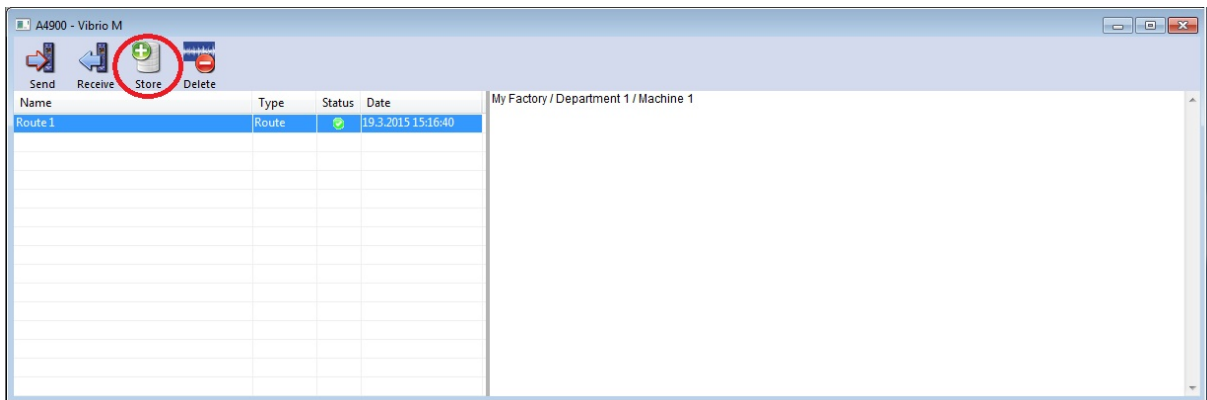 A4900 - Vibrio M
Send Receive Store Delete
Name Type Status Date
Route 1 Route 19.3.2015 15:16:40
My Factory / Department 1 / Machine 1